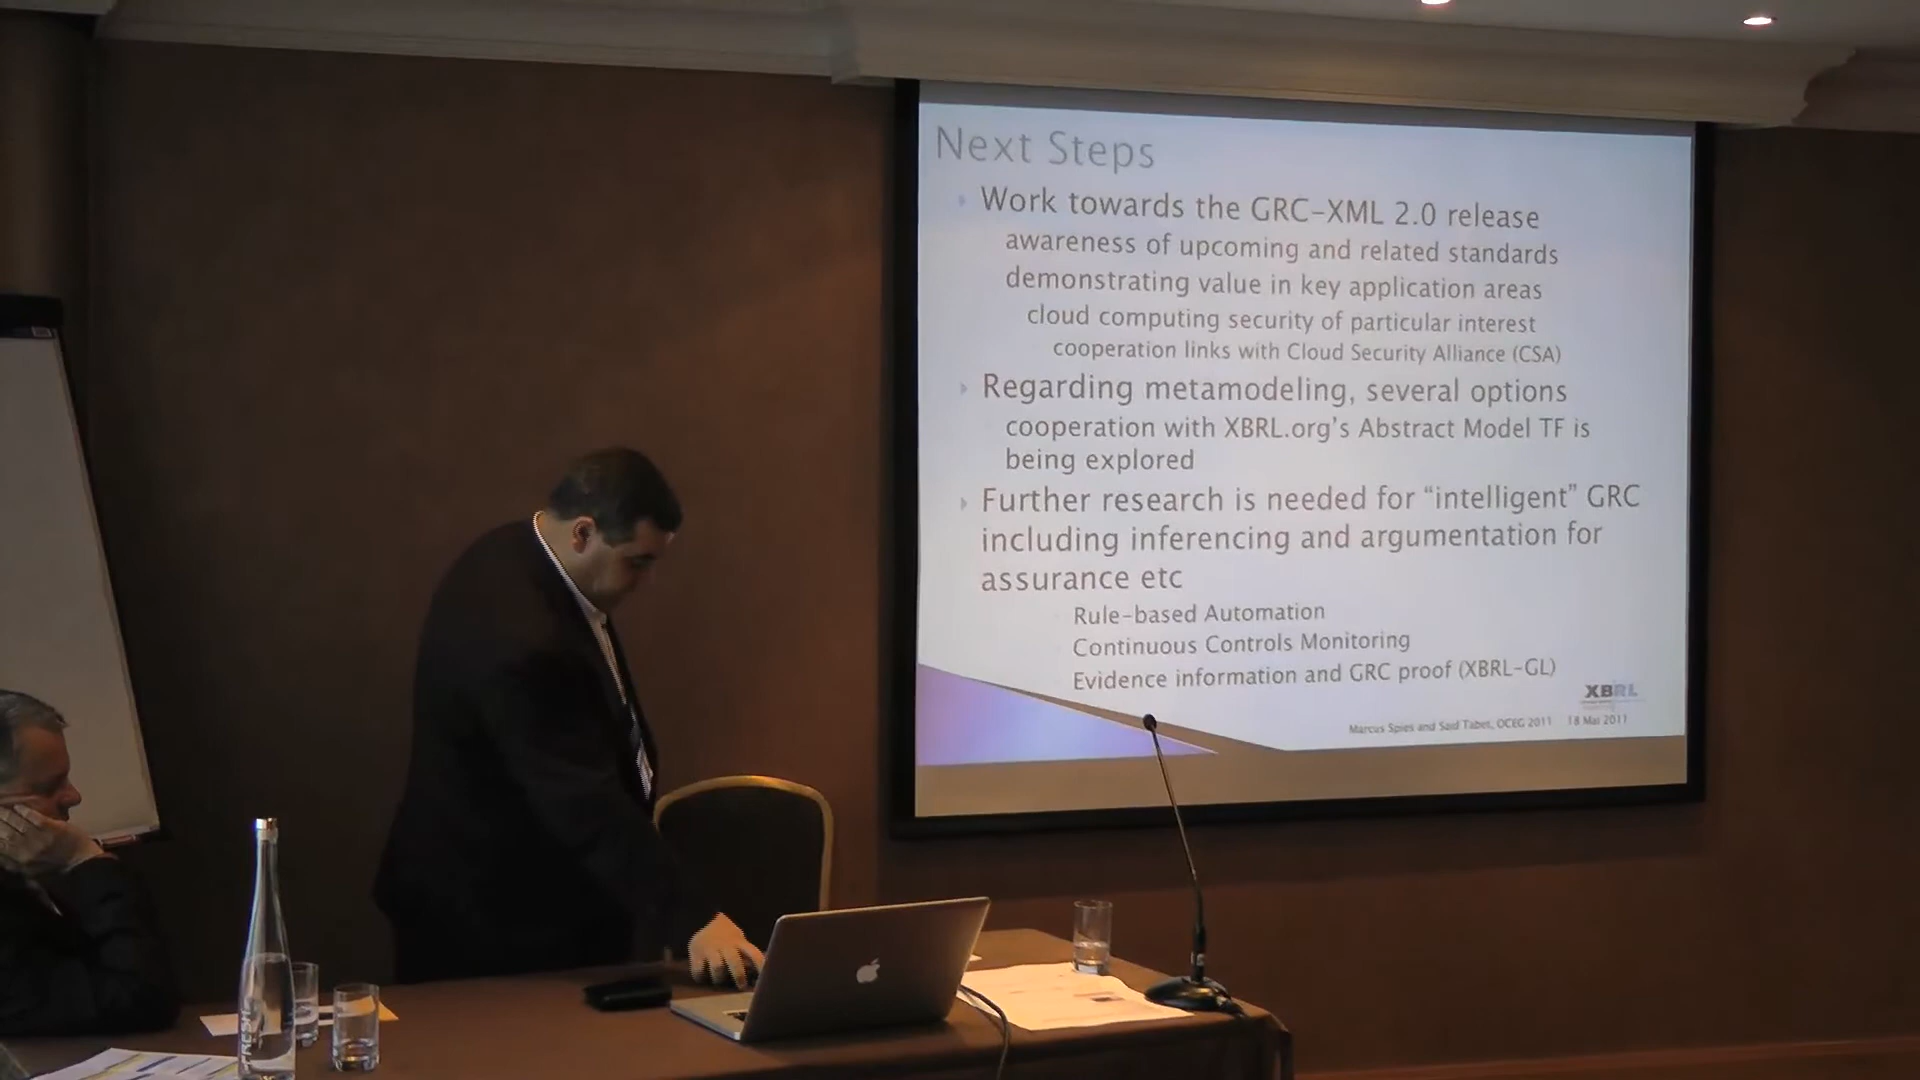 Next Steps
Work towards the GRC-XML 2.0 release
awareness of upcoming and related standards
demonstrating value in key application areas
cloud computing security of particular interest
cooperation links with Cloud Security Alliance (CSA)
Regarding metamodeling, several options
cooperation with XBRL.org's Abstract Model TF is
being explored
Further research is needed for “intelligent” GRC
including inferencing and argumentation for
assurance etc
Rule-based Automation
Continuous Controls Monitoring
Evidence information and GRC proof (XBRL-GL)
XBRL
Marcus Spies and Said Tabet, OCEG 2011 18 Mai 2011
FRESH